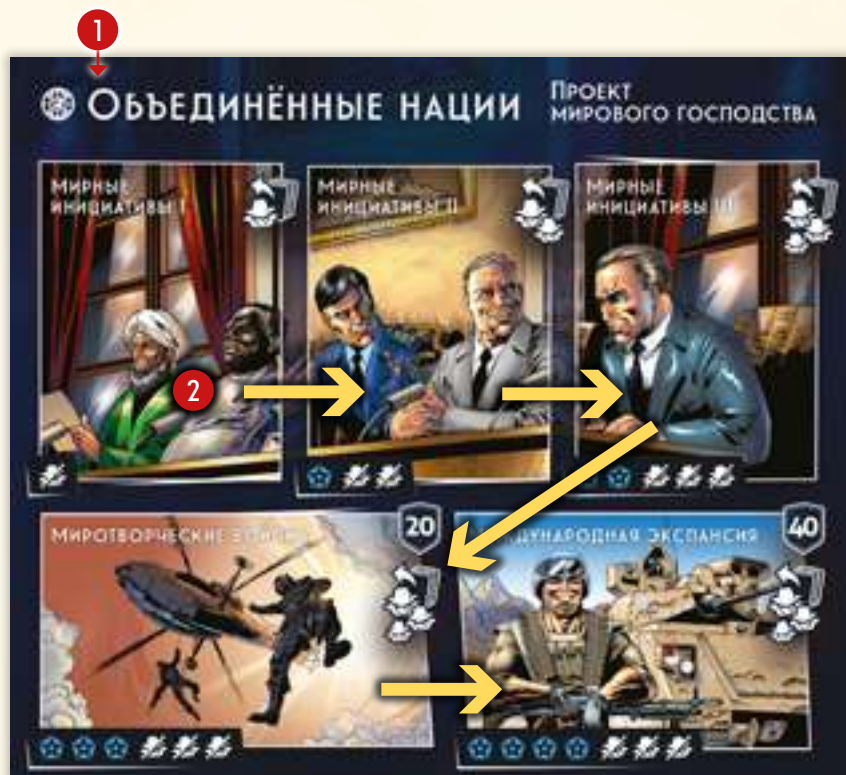 1
ОБЪЕДИНЁННЫЕ НАЦИИ
ПРОЕКТ
МИРОВОГО ГОСПОДСТВА
МИРНЫЕ
ИНИЦИАТИВЫ I
МИРНЫЕ
ИНИЦИАТИВЫ II
МИРНЫЕ
ИНИЦИАТИВЫ III
2
МИРОТВОРЧЕСКИЕ
20
ЭКСПАНСИЯ
40